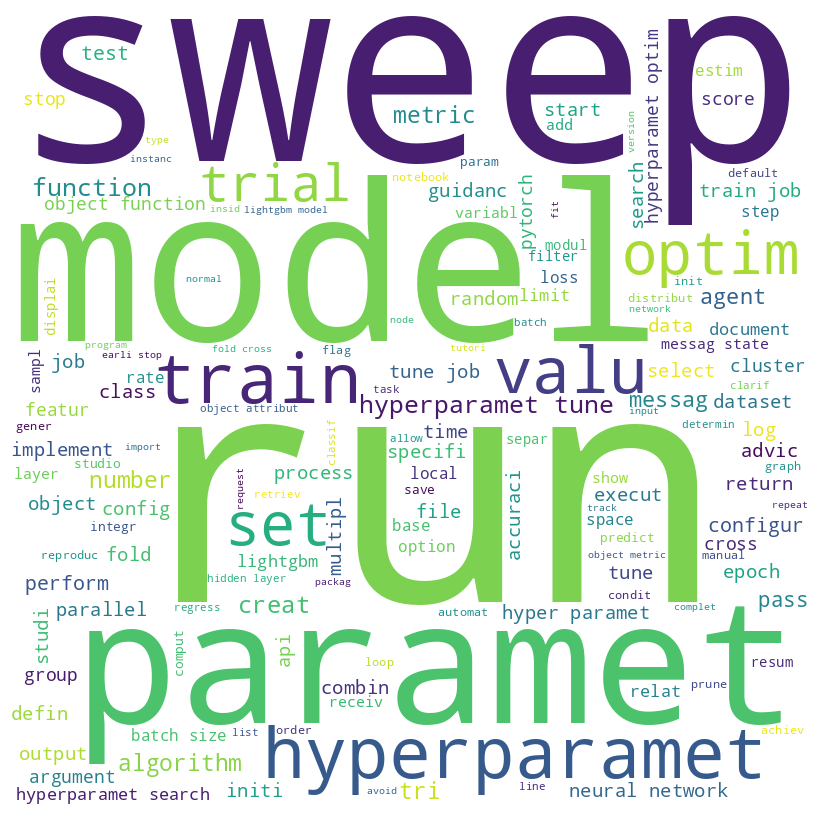 sweep
test
stop
type
instanc
metric
start
add
version
hyperparamet optim
estim
score
function
object function
trial
insid
lightgbm model
notebook
param
guidanc
variabl
pytorch
fit
modul
filter
search
default
train job
step
model
displai
normal
program
node
random
limit
loss
batch
optim
init
distribut
network
agent
data
document
sampl
job
earli stop
fold cross
flag
tutori
messag state
rate
class
train
tune job
task
valu
select
cluster
clarif
featur
object attribut
hyperparamet tune
messag
input
dataset
gener
implement
import
classif
allow
time
separ
determin
log
advic
layer
studio
number
process
specifi
local
show
graph
return
request
retriev
save
execut
repeat
object
config
integr
set
run
multipl
base
file
option
accuraci
space
track
predict
configur
reproduc
fold
lightgbm
object metric
manual
cross
perform
hidden layer
packag
tune
epoch
condit
parallel
regress
creat
automat
hyper paramet
complet
pass
studi
comput
api
loop
paramet
group
combin
receiv
relat
prune
resum
defin
batch size
list
order
achiev
output
algorithm
hyperparamet
argument
hyperparamet search
initi
avoid
tri
line
neural network